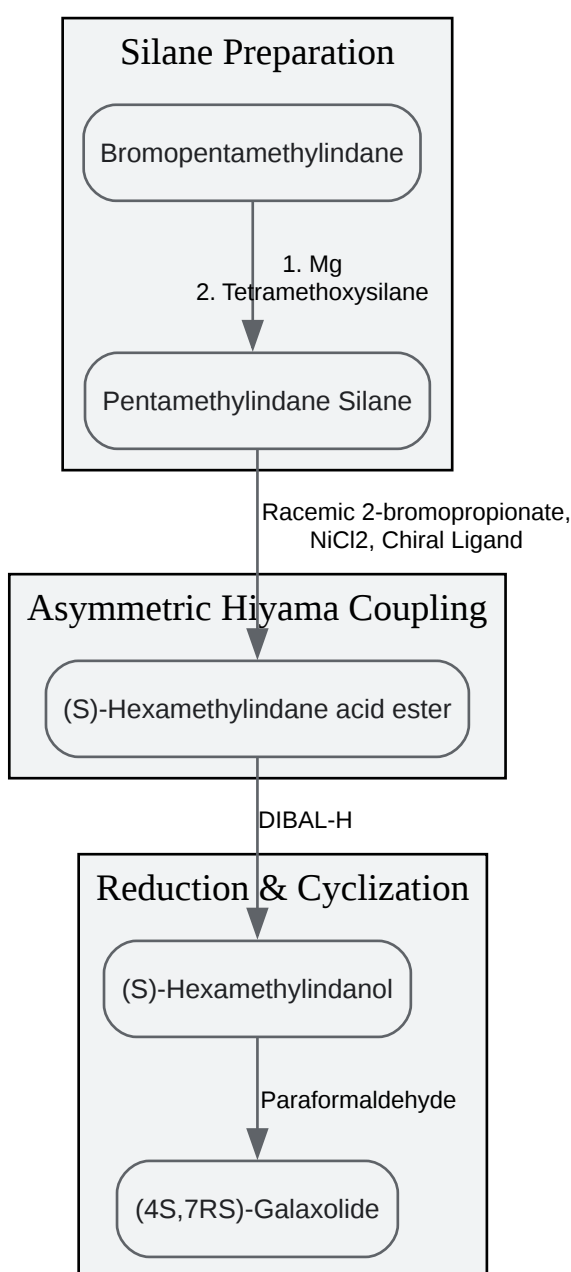 Silane Preparation
Bromopentamethylindane
1. Mg
2. Tetramethoxysilane
Pentamethylindane Silane
Racemic 2-bromopropionate,
NiCl2, Chiral Ligand
Asymmetric Hiyama Coupling
(S)-Hexamethylindane acid ester
DIBAL-H
Reduction & Cyclization
(S)-Hexamethylindanol
Paraformaldehyde
(4S,7RS)-Galaxolide